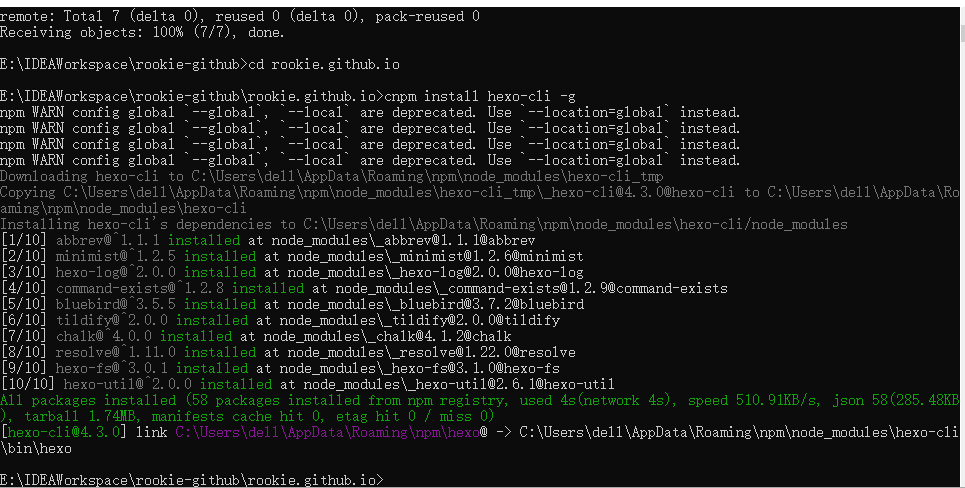 remote: Total 7 (delta 0), reused 0 (delta 0), pack-reused 0
Receiving objects: 100% (7/7), done.
E:\IDEAWorkspace\rookie-github>cd rookie.github.io
E:\IDEAWorkspace\rookie-github\rookie.github.io>cnpm install hexo-cli -g
npm WARN config global `--global`, `--local` are deprecated. Use `--location=global` instead.
npm WARN config global `--global`, `--local` are deprecated. Use `--location=global` instead.
npm WARN config global `--global`, `--local` are deprecated. Use `--location=global` instead.
npm WARN config global `--global`, `--local` are deprecated. Use `--location=global` instead.
Downloading hexo-cli to C:\Users\dell\AppData\Roaming\npm\node_modules\hexo-cli_tmp
Copying C:\Users\dell\AppData\Roaming\npm\node_modules\hexo-cli_tmp\_hexo-cli@4.3.0@hexo-cli to C:\Users\dell\AppData\Ro
aming\npm\node_modules\hexo-cli
Installing hexo-cli's dependencies to C:\Users\dell\AppData\Roaming\npm\node_modules\hexo-cli/node_modules
[1/10] abbrev@^1.1.1 installed at node_modules\_abbrev@1.1.1@abbrev
[2/10] minimist@^1.2.5 installed at node_modules\_minimist@1.2.6@minimist
[3/10] hexo-log@^2.0.0 installed at node_modules\_hexo-log@2.0.0@hexo-log
[4/10] command-exists@^1.2.8 installed at node_modules\_command-exists@1.2.9@command-exists
[5/10] bluebird@^3.5.5 installed at node_modules\_bluebird@3.7.2@bluebird
[6/10] tildify@^2.0.0 installed at node_modules\_tildify@2.0.0@tildify
[7/10] chalk@^4.0.0 installed at node_modules\_chalk@4.1.2@chalk
[8/10] resolve@^1.11.0 installed at node_modules\_resolve@1.22.0@resolve
[9/10] hexo-fs@^3.0.1 installed at node_modules\_hexo-fs@3.1.0@hexo-fs
[10/10] hexo-util@^2.0.0 installed at node_modules\_hexo-util@2.6.1@hexo-util
All packages installed (58 packages installed from npm registry, used 4s(network 4s), speed 510.91KB/s, json 58(285.48KB
), tarball 1.74MB, manifests cache hit 0, etag hit 0 / miss 0)
[hexo-cli@4.3.0] link C:\Users\dell\AppData\Roaming\npm\hexo@ -> C:\Users\dell\AppData\Roaming\npm\node_modules\hexo-cli
\bin\hexo
E:\IDEAWorkspace\rookie-github\rookie.github.io>